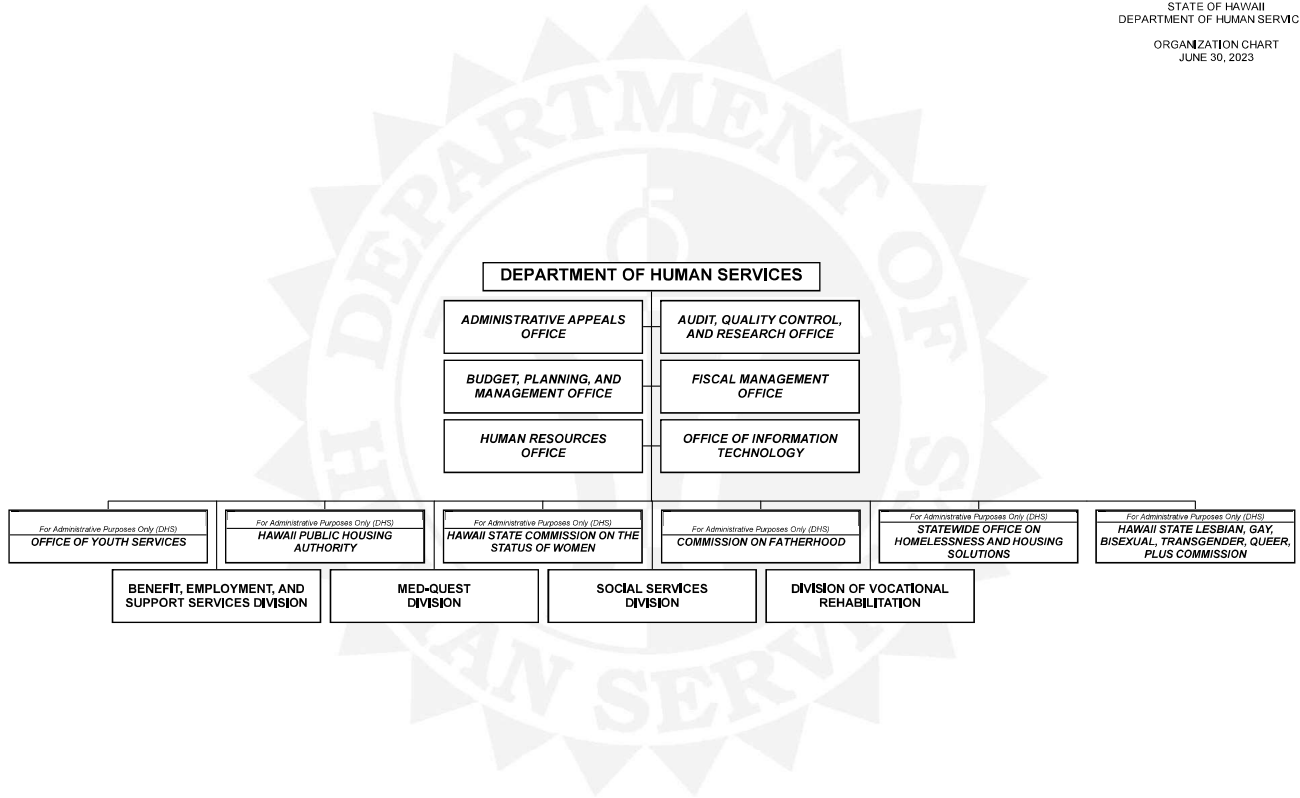 STATE OF HAWAII
DEPARTMENT OF HUMAN SERVIC
ORGANIZATION CHART
JUNE 30, 2023
DEPARTMENT OF HUMAN SERVICES
ADMINISTRATIVE APPEALS
OFFICE
AUDIT, QUALITY CONTROL,
AND RESEARCH OFFICE
BUDGET, PLANNING, AND
MANAGEMENT OFFICE
FISCAL MANAGEMENT
OFFICE
HUMAN RESOURCES
OFFICE
OFFICE OF INFORMATION
TECHNOLOGY
For Administrative Purposes Only (DHS)
OFFICE OF YOUTH SERVICES
For Administrative Purposes Only (DHS)
HAWAII PUBLIC HOUSING
AUTHORITY
For Administrative Purposes Only (DHS)
HAWAII STATE COMMISSION ON THE
STATUS OF WOMEN
For Administrative Purposes Only (DHS)
COMMISSION ON FATHERHOOD
For Administrative Purposes Only (DHS)
STATEWIDE OFFICE ON
HOMELESSNESS AND HOUSING
SOLUTIONS
For Administrative Purposes Only (DHS)
HAWAII STATE LESBIAN, GAY,
BISEXUAL, TRANSGENDER, QUEER,
PLUS COMMISSION
BENEFIT, EMPLOYMENT, AND
SUPPORT SERVICES DIVISION
MED-QUEST
DIVISION
SOCIAL SERVICES
DIVISION
DIVISION OF VOCATIONAL
REHABILITATION
DEPARTMENT OF